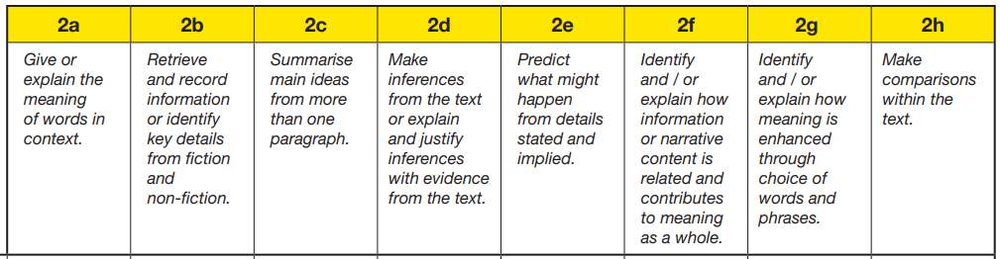 2a
2b
2c
2d
2e
2f
2g
2h
Give or
explain the
meaning
of words in
context.
Retrieve
and record
information
or identify
key details
from fiction
and
non-fiction.
Summarise
main ideas
from more
than one
paragraph.
Make
inferences
from the text
or explain
and justify
inferences
with evidence
from the text.
Predict
what might
happen
from details
stated and
implied.
Identify
and / or
explain how
information
or narrative
content is
related and
contributes
to meaning
as a whole.
Identify
and / or
explain how
meaning is
enhanced
through
choice of
words and
phrases.
Make
comparisons
within the
text.